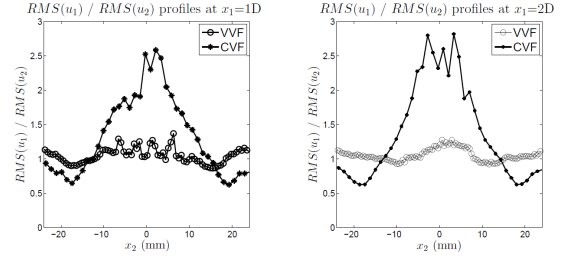 RMS(u₁) / RMS(u₂) profiles at x₁=1D
3
2.5
2
1.5
1
0.5
0
RMS(u₁) / RMS(u₂)
VVF
CVF
−20 −10 0 10 20
x₂ (mm)
RMS(u₁) / RMS(u₂) profiles at x₁=2D
3
2.5
2
1.5
1
0.5
0
RMS(u₁) / RMS(u₂)
VVF
CVF
−20 −10 0 10 20
x₂ (mm)